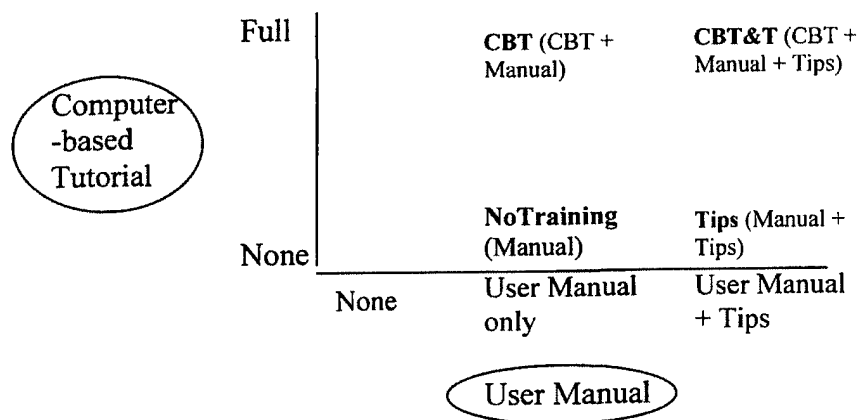 Full
CBT (CBT +
Manual)
CBT&T (CBT +
Manual + Tips)
Computer
-based
Tutorial
NoTraining
(Manual)
Tips (Manual +
Tips)
None
None
User Manual
only
User Manual
+ Tips
User Manual